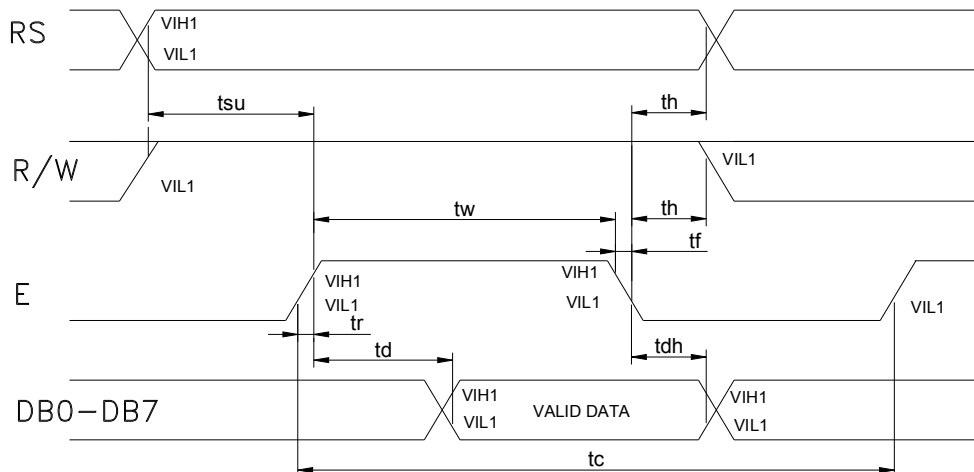 RS
VIH1
VIL1
tsu
th
R/W
VIL1
VIL1
tw
th
tf
E
VIH1
VIL1
VIH1
VIL1
VIL1
tr
td
tdh
DB0-DB7
VIH1
VIL1
VALID DATA
VIH1
VIL1
tc